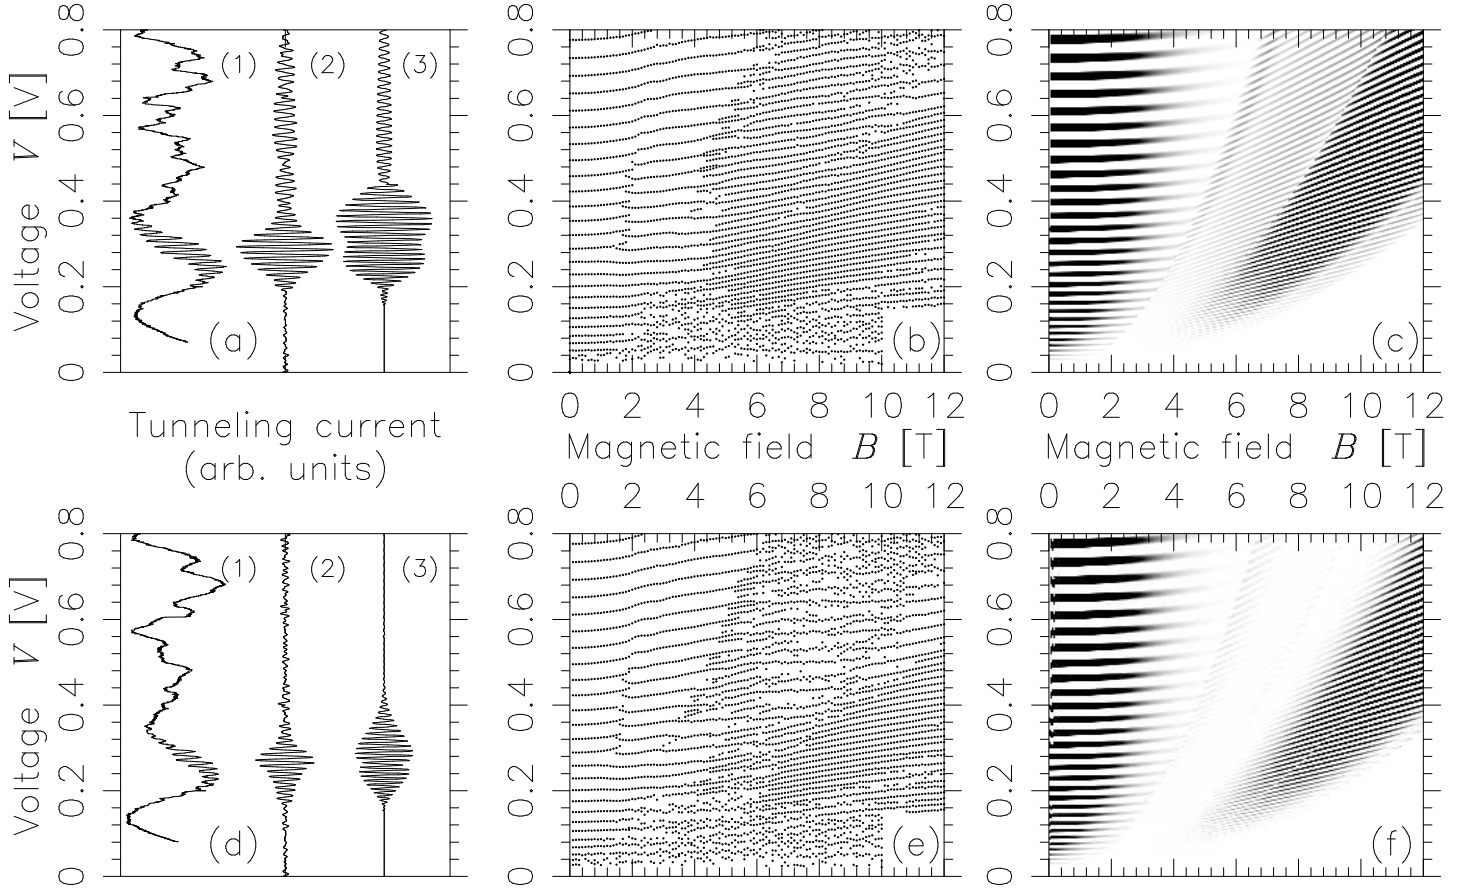 Voltage V [V]
0 0.2 0.4 0.6 0.8
(1) (2) (3)
(a)
Tunneling current
(arb. units)
0 0.2 0.4 0.6 0.8
(b)
0 2 4 6 8 10 12
Magnetic field B [T]
0 0.2 0.4 0.6 0.8
(c)
0 2 4 6 8 10 12
Magnetic field B [T]
Voltage V [V]
0 0.2 0.4 0.6 0.8
(1) (2) (3)
(d)
0 2 4 6 8 10 12
0 0.2 0.4 0.6 0.8
(e)
0 2 4 6 8 10 12
0 0.2 0.4 0.6 0.8
(f)